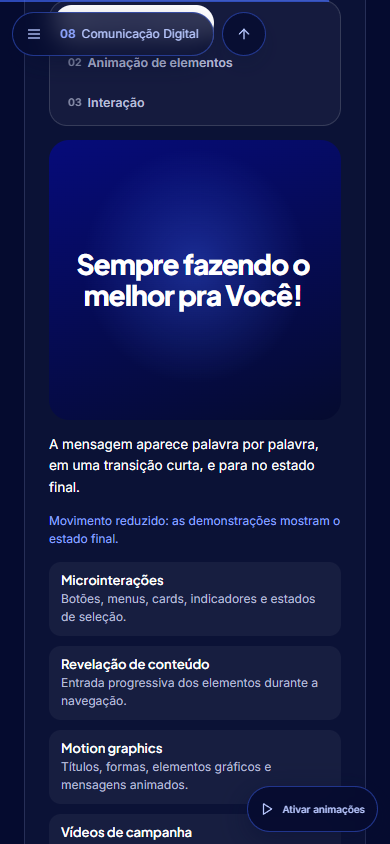 08 Comunicação Digital
02 Animação de elementos
03 Interação
Sempre fazendo o
melhor pra Você!
A mensagem aparece palavra por palavra,
em uma transição curta, e para no estado
final.
Movimento reduzido: as demonstrações mostram o
estado final.
Microinterações
Botões, menus, cards, indicadores e estados
de seleção.
Revelação de conteúdo
Entrada progressiva dos elementos durante a
navegação.
Motion graphics
Títulos, formas, elementos gráficos e
mensagens animados.
Ativar animações
Vídeos de campanha